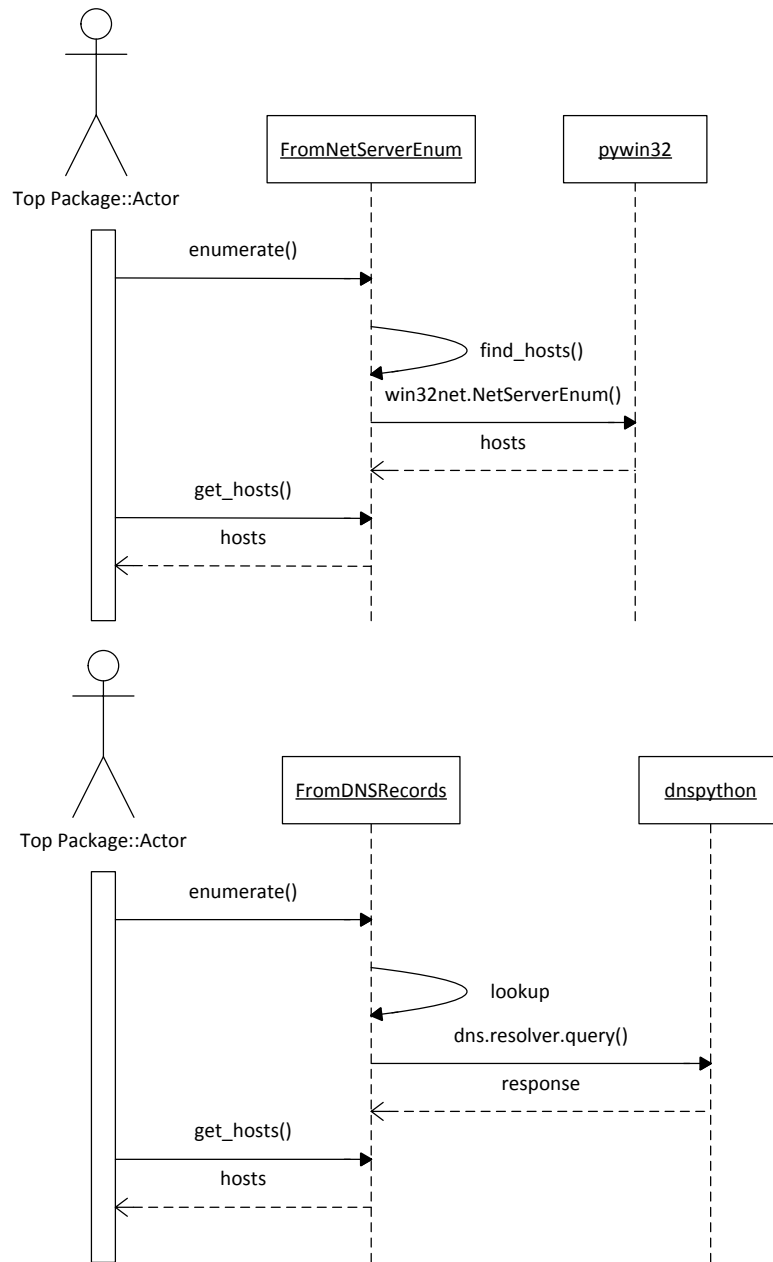 FromNetServerEnum
pywin32
Top Package::Actor
enumerate()
find_hosts()
win32net.NetServerEnum()
hosts
get_hosts()
hosts
FromDNSRecords
dnspython
Top Package::Actor
enumerate()
lookup
dns.resolver.query()
response
get_hosts()
hosts